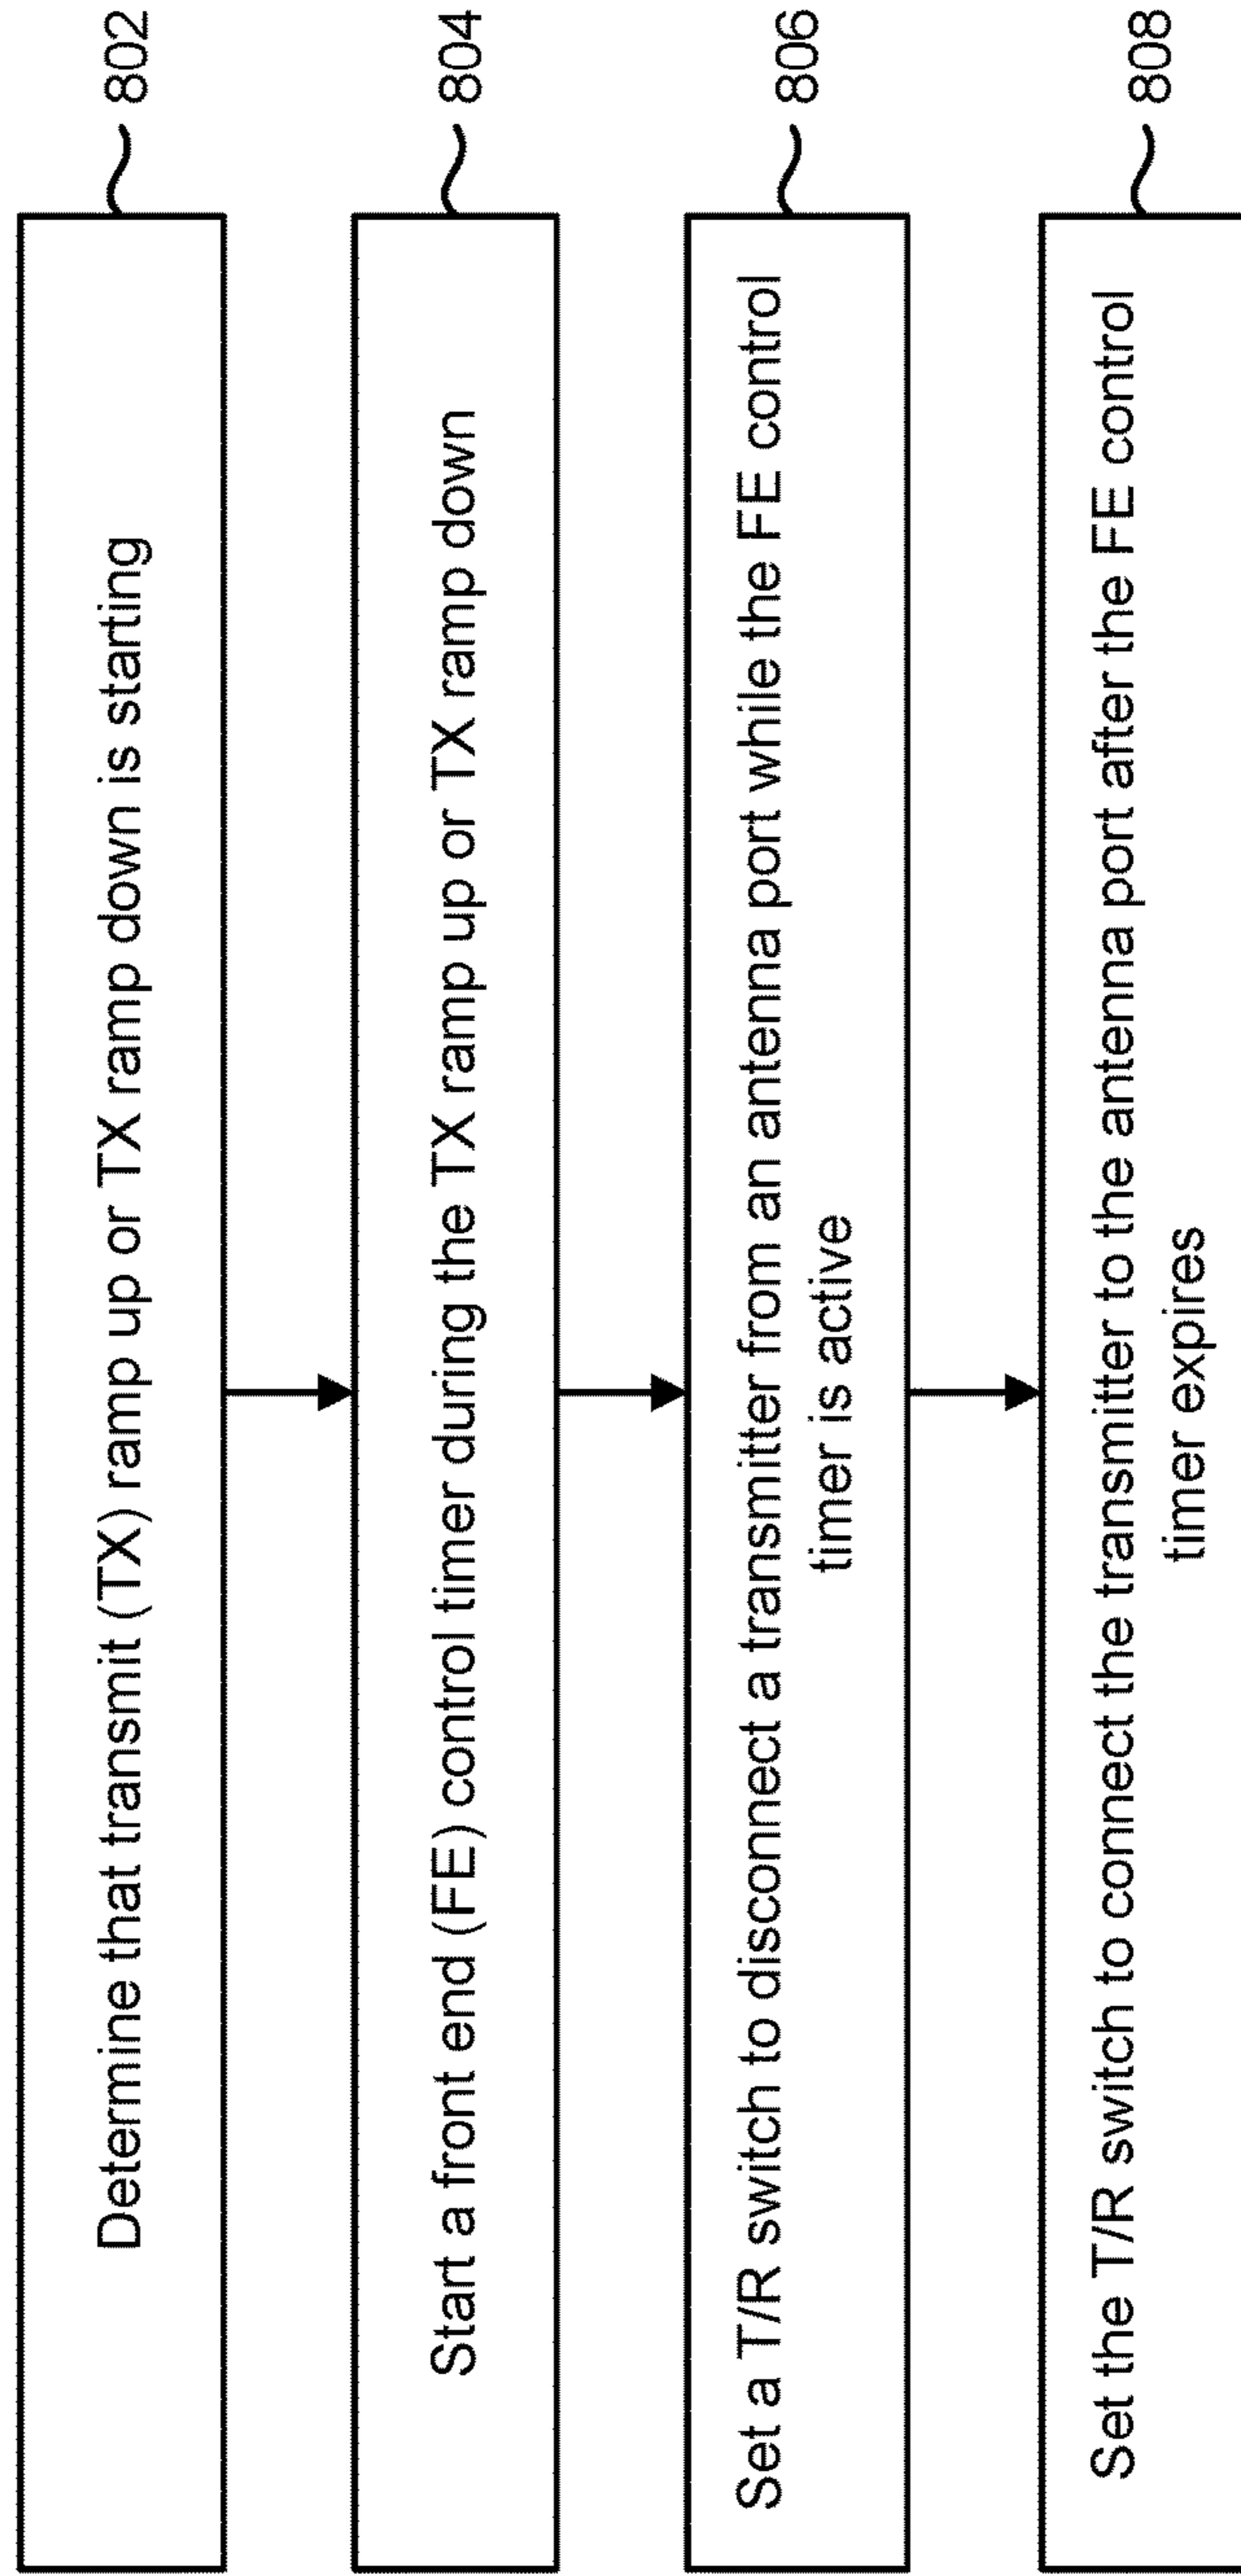 Determine that transmit (TX) ramp up or TX ramp down is starting
802
Start a front end (FE) control timer during the TX ramp up or TX ramp down
804
Set a T/R switch to disconnect a transmitter from an antenna port while the FE control
timer is active
806
Set the T/R switch to connect the transmitter to the antenna port after the FE control
timer expires
808